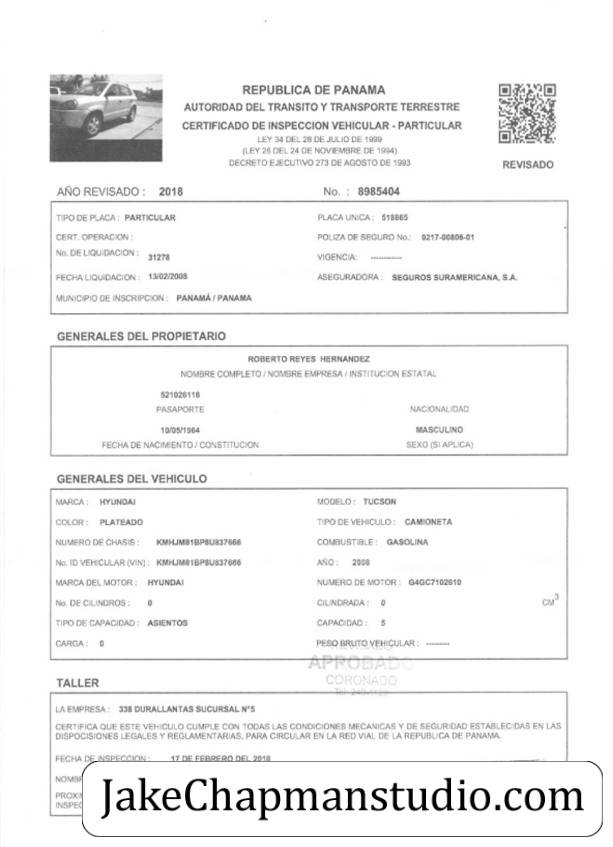 REPUBLICA DE PANAMA
AUTORIDAD DEL TRANSITO Y TRANSPORTE TERRESTRE
CERTIFICADO DE INSPECCION VEHICULAR - PARTICULAR
LEY 34 DEL 28 DE JULIO DE 1999
(LEY 26 DEL 24 DE NOVIEMBRE DE 1994)
DECRETO EJECUTIVO 273 DE AGOSTO DE 1993
REVISADO
AÑO REVISADO : 2018 No. : 8985404
TIPO DE PLACA : PARTICULAR PLACA UNICA : 518865
CERT. OPERACION : POLIZA DE SEGURO No.: 0217-00806-01
No. DE LIQUIDACION : 31278 VIGENCIA: ------------
FECHA LIQUIDACION : 13/02/2008 ASEGURADORA : SEGUROS SURAMERICANA, S.A.
MUNICIPIO DE INSCRIPCION : PANAMÁ / PANAMA
GENERALES DEL PROPIETARIO
ROBERTO REYES HERNANDEZ
NOMBRE COMPLETO / NOMBRE EMPRESA / INSTITUCION ESTATAL
521026118
PASAPORTE NACIONALIDAD
10/05/1964 MASCULINO
FECHA DE NACIMIENTO / CONSTITUCION SEXO (SI APLICA)
GENERALES DEL VEHICULO
MARCA : HYUNDAI MODELO : TUCSON
COLOR : PLATEADO TIPO DE VEHICULO : CAMIONETA
NUMERO DE CHASIS : KMHJM81BP8U837666 COMBUSTIBLE : GASOLINA
No. ID VEHICULAR (VIN) : KMHJM81BP8U837666 AÑO : 2008
MARCA DEL MOTOR : HYUNDAI NUMERO DE MOTOR : G4GC7102610
No. DE CILINDROS : 0 CILINDRADA : 0 CM3
TIPO DE CAPACIDAD : ASIENTOS CAPACIDAD : 5
CARGA : 0 PESO BRUTO VEHICULAR : --------
APROBADO
CORONADO
TALLER
LA EMPRESA : 338 DURALLANTAS SUCURSAL N°5
CERTIFICA QUE ESTE VEHICULO CUMPLE CON TODAS LAS CONDICIONES MECANICAS Y DE SEGURIDAD ESTABLECIDAS EN LAS
DISPOCISIONES LEGALES Y REGLAMENTARIAS, PARA CIRCULAR EN LA RED VIAL DE LA REPUBLICA DE PANAMA.
FECHA DE INSPECCION : 17 DE FEBRERO DEL 2018
JakeChapmanstudio.com